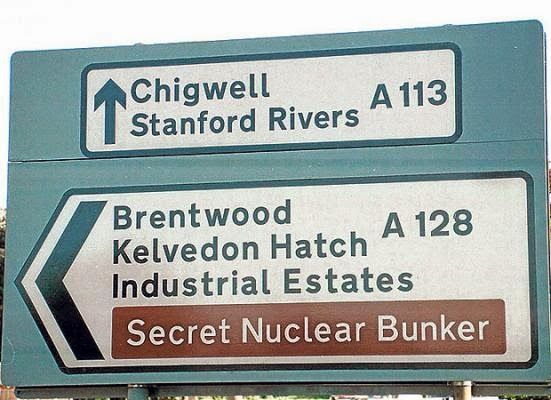 Chigwell
Stanford Rivers A 113
Brentwood
Kelvedon Hatch A 128
Industrial Estates
Secret Nuclear Bunker